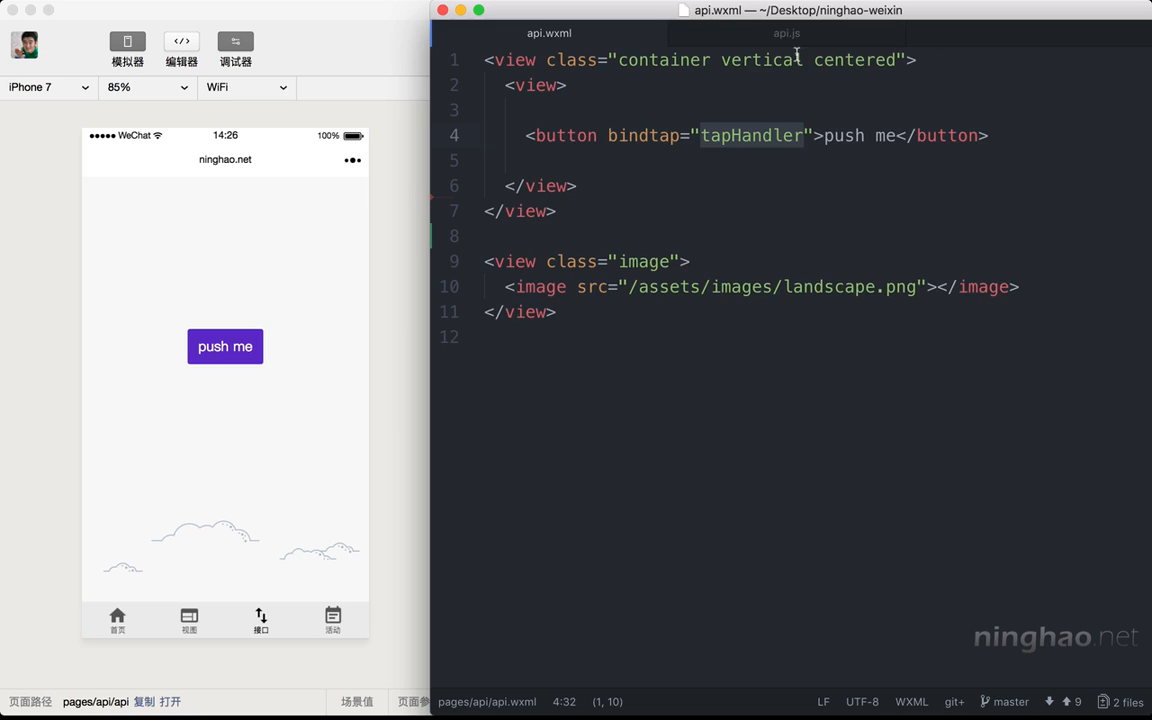 模拟器
编辑器
调试器
iPhone 7
85%
WiFi
WeChat
14:26
100%
ninghao.net
push me
首页
视图
接口
活动
页面路径
pages/api/api
复制
打开
场景值
页面参
api.wxml — ~/Desktop/ninghao-weixin
api.wxml
api.js
1 <view class="container vertical centered">
2 <view>
3
4 <button bindtap="tapHandler">push me</button>
5
6 </view>
7 </view>
8
9 <view class="image">
10 <image src="/assets/images/landscape.png"></image>
11 </view>
12
ninghao.net
pages/api/api.wxml
4:32
(1, 10)
LF
UTF-8
WXML
git+
master
9
2 files